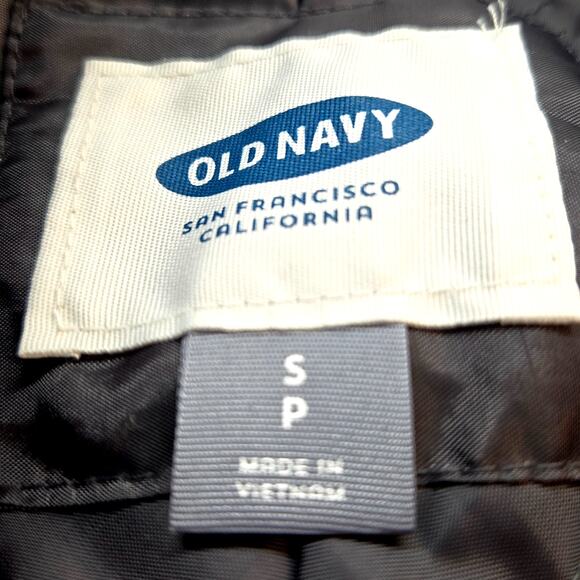 OLD NAVY
SAN FRANCISCO
CALIFORNIA
S
P
MADE IN
VIETNAM